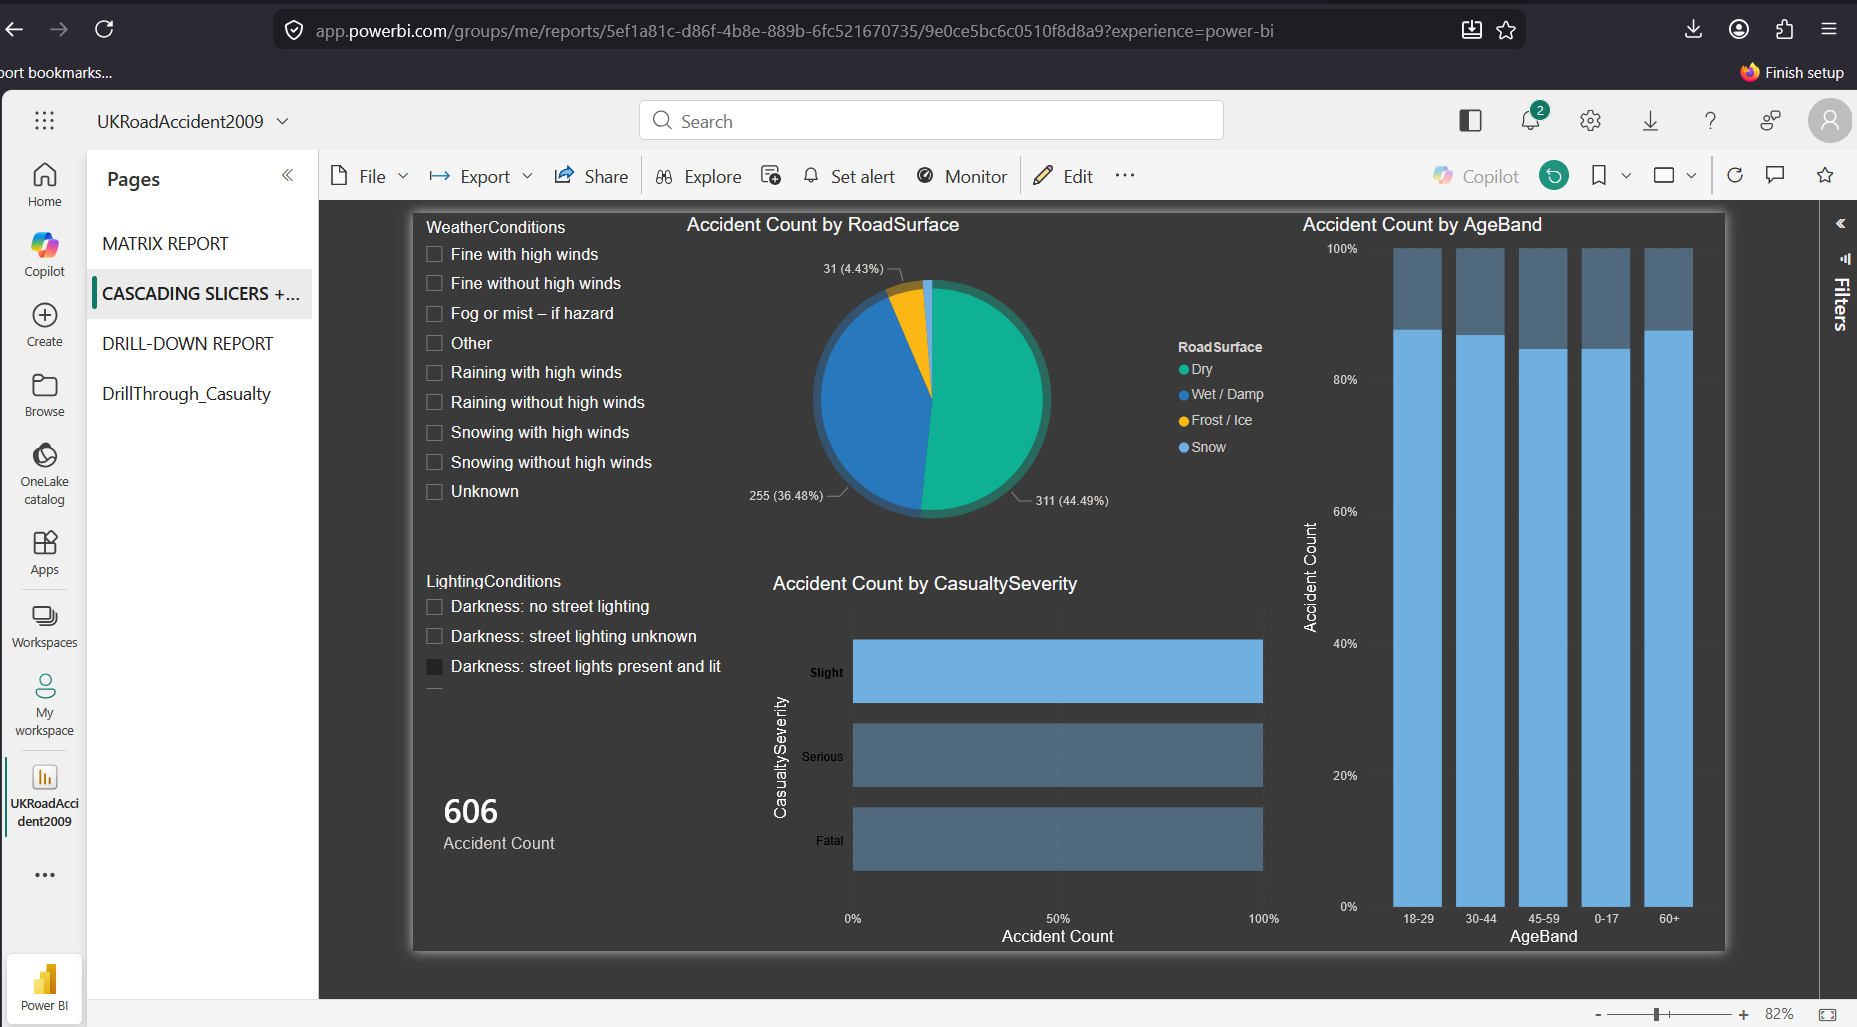 app.powerbi.com/groups/me/reports/5ef1a81c-d86f-4b8e-889b-6fc521670735/9e0ce5bc6c0510f8d8a9?experience=power-bi
port bookmarks...
Finish setup
UKRoadAccident2009
Search
2
Home
Copilot
Create
Browse
OneLake
catalog
Apps
Workspaces
My
workspace
UKRoadAcci
dent2009
Power BI
Pages
MATRIX REPORT
CASCADING SLICERS +...
DRILL-DOWN REPORT
DrillThrough_Casualty
File
Export
Share
Explore
Set alert
Monitor
Edit
Copilot
WeatherConditions
Fine with high winds
Fine without high winds
Fog or mist – if hazard
Other
Raining with high winds
Raining without high winds
Snowing with high winds
Snowing without high winds
Unknown
LightingConditions
Darkness: no street lighting
Darkness: street lighting unknown
Darkness: street lights present and lit
606
Accident Count
Accident Count by RoadSurface
31 (4.43%)
255 (36.48%)
311 (44.49%)
RoadSurface
Dry
Wet / Damp
Frost / Ice
Snow
Accident Count by CasualtySeverity
CasualtySeverity
Slight
Serious
Fatal
0%
50%
100%
Accident Count
Accident Count by AgeBand
Accident Count
100%
80%
60%
40%
20%
0%
18-29
30-44
45-59
0-17
60+
AgeBand
Filters
- + 82%